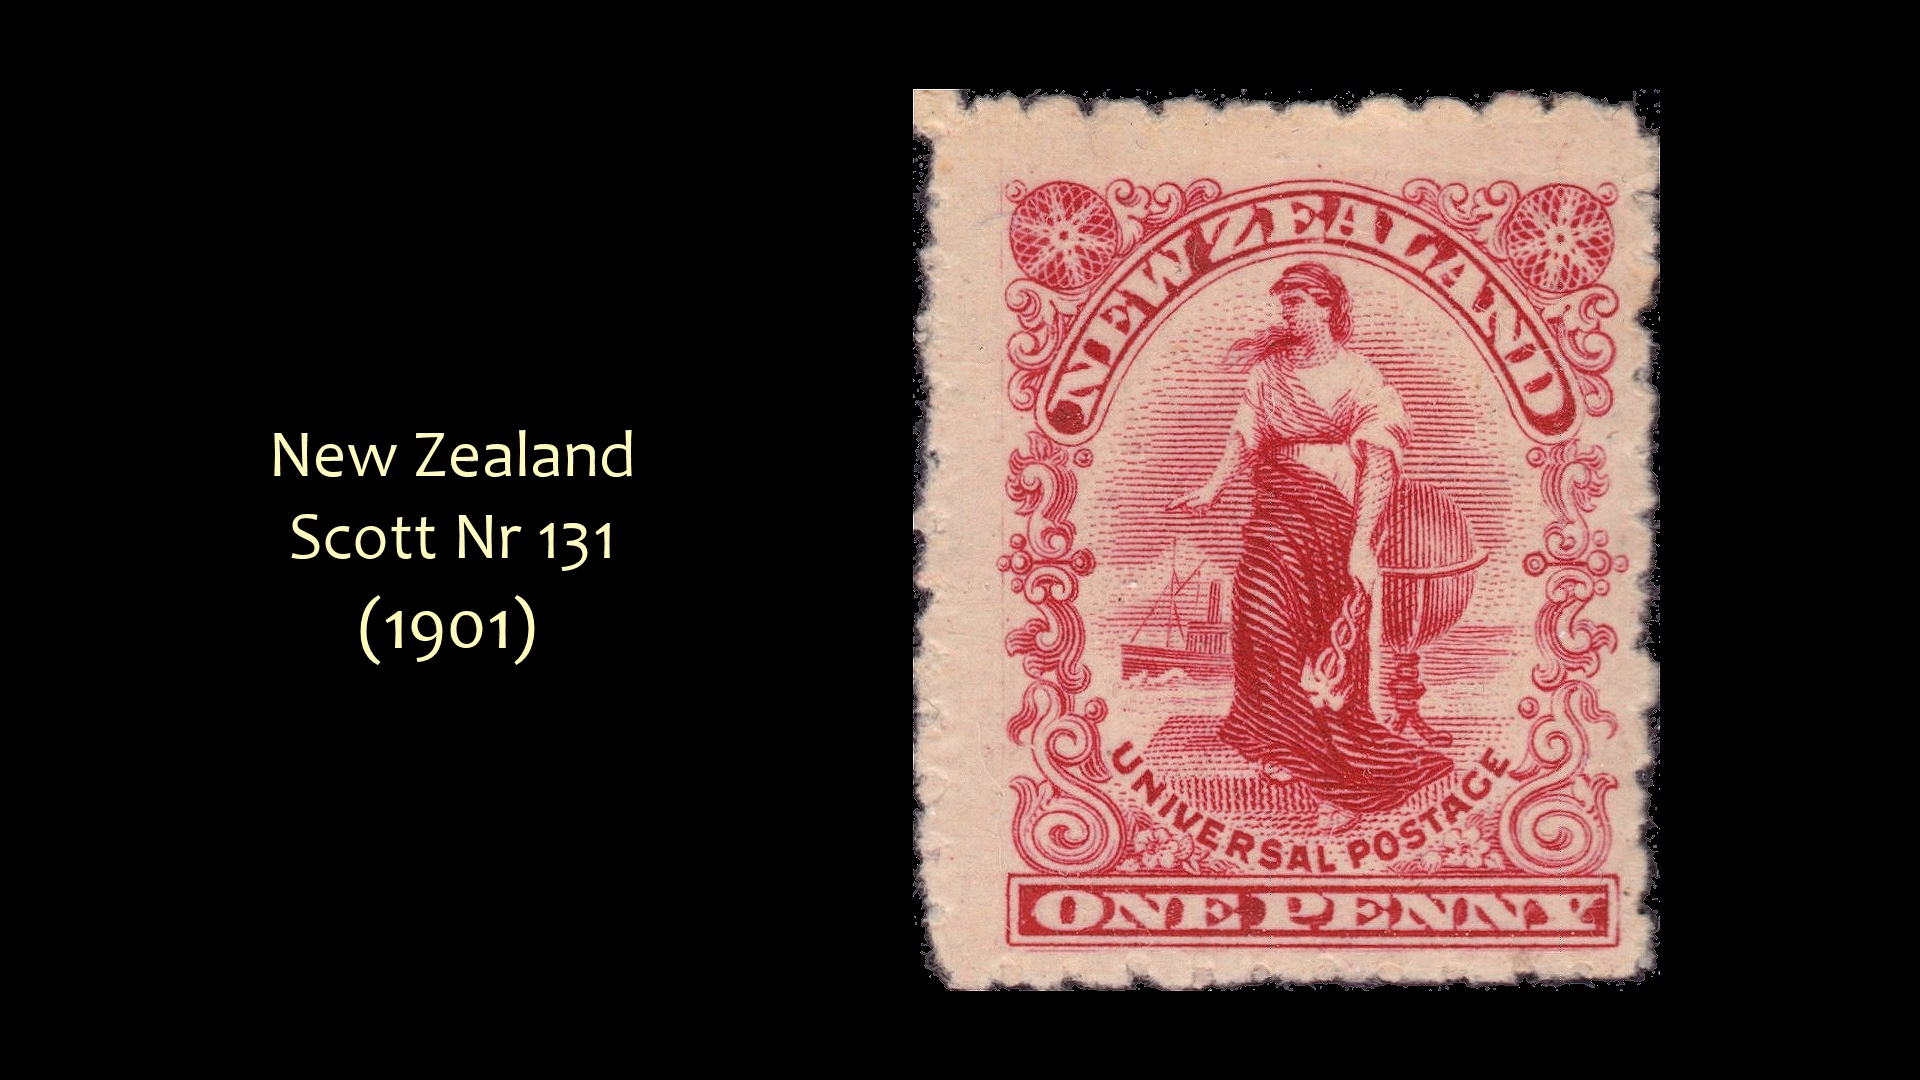 New Zealand
Scott Nr 131
(1901)
NEW ZEALAND
UNIVERSAL POSTAGE
ONE PENNY